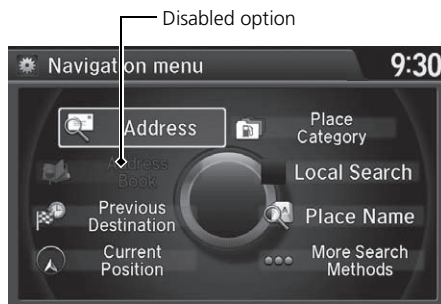 Disabled option
Navigation menu
9:30
Address
Place
Category
Address
Book
Local Search
Previous
Destination
Place Name
Current
Position
More Search
Methods